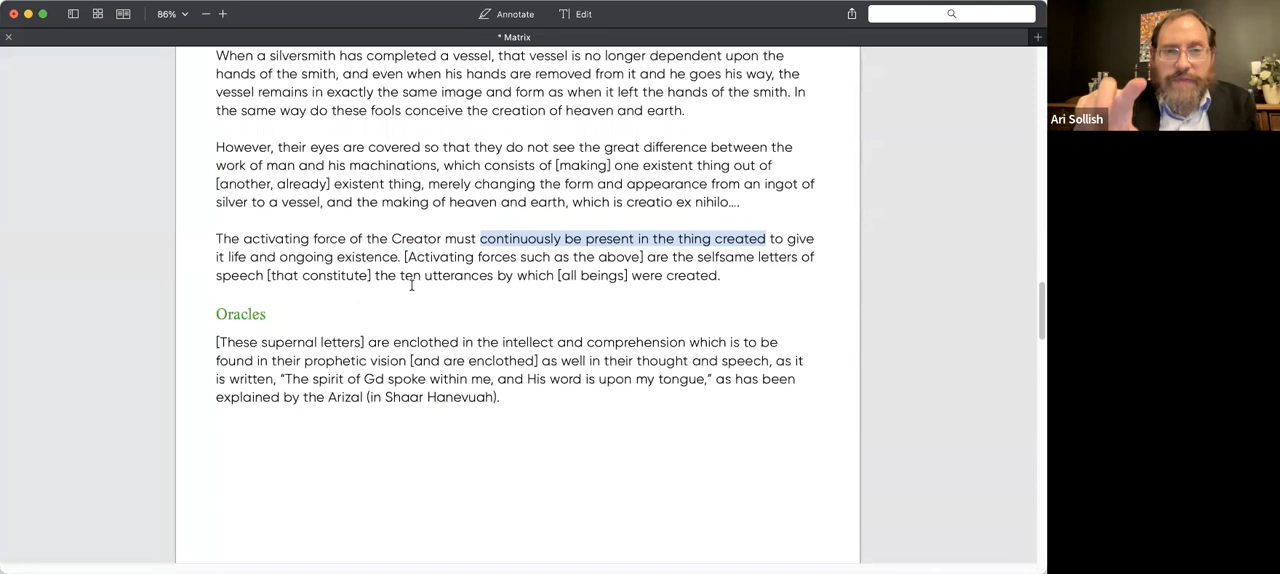 86%
Annotate
Edit
* Matrix
When a silversmith has completed a vessel, that vessel is no longer dependent upon the
hands of the smith, and even when his hands are removed from it and he goes his way, the
vessel remains in exactly the same image and form as when it left the hands of the smith. In
the same way do these fools conceive the creation of heaven and earth.
However, their eyes are covered so that they do not see the great difference between the
work of man and his machinations, which consists of [making] one existent thing out of
[another, already] existent thing, merely changing the form and appearance from an ingot of
silver to a vessel, and the making of heaven and earth, which is creatio ex nihilo....
The activating force of the Creator must continuously be present in the thing created to give
it life and ongoing existence. [Activating forces such as the above] are the selfsame letters of
speech [that constitute] the ten utterances by which [all beings] were created.
Oracles
[These supernal letters] are enclothed in the intellect and comprehension which is to be
found in their prophetic vision [and are enclothed] as well in their thought and speech, as it
is written, “The spirit of Gd spoke within me, and His word is upon my tongue,” as has been
explained by the Arizal (in Shaar Hanevuah).
Ari Sollish